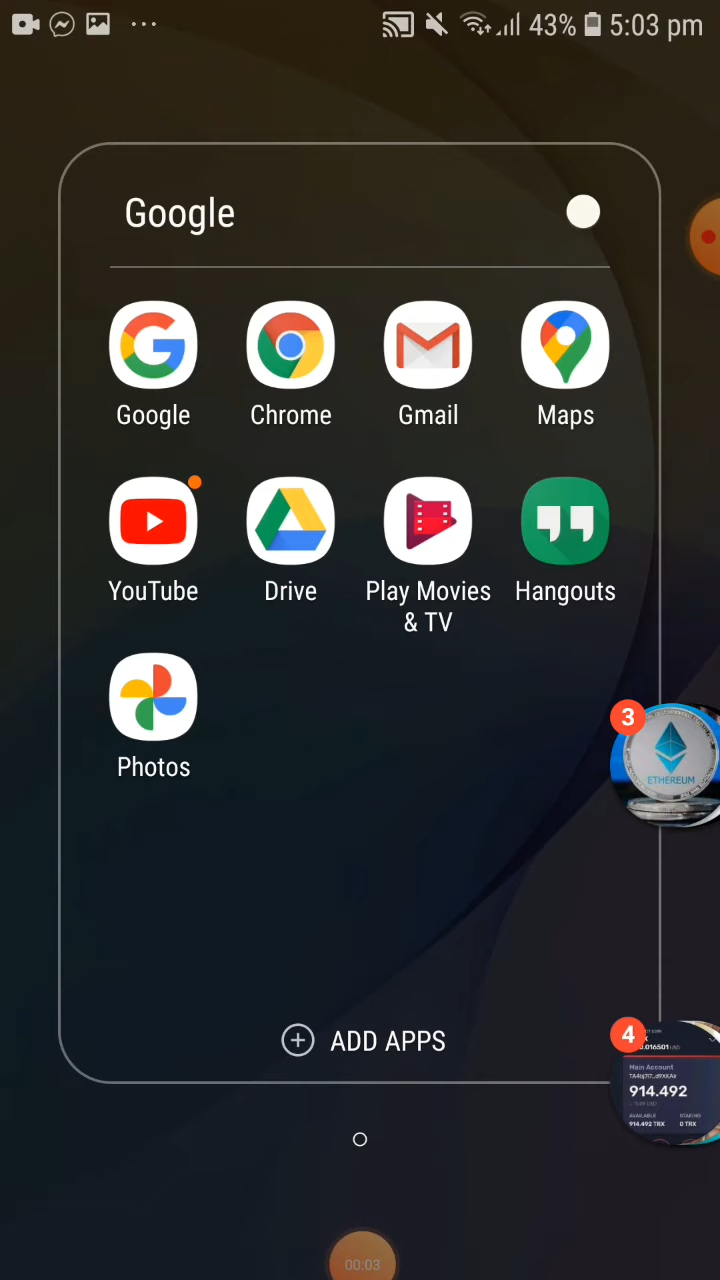 43% 5:03 pm
Google
Google Chrome Gmail Maps
YouTube Drive Play Movies & TV Hangouts
Photos
3
ETHEREUM
ADD APPS
4
.016501
Main Account
914.492
AVAILABLE STAKING
914.492 TRX 0 TRX
00:03